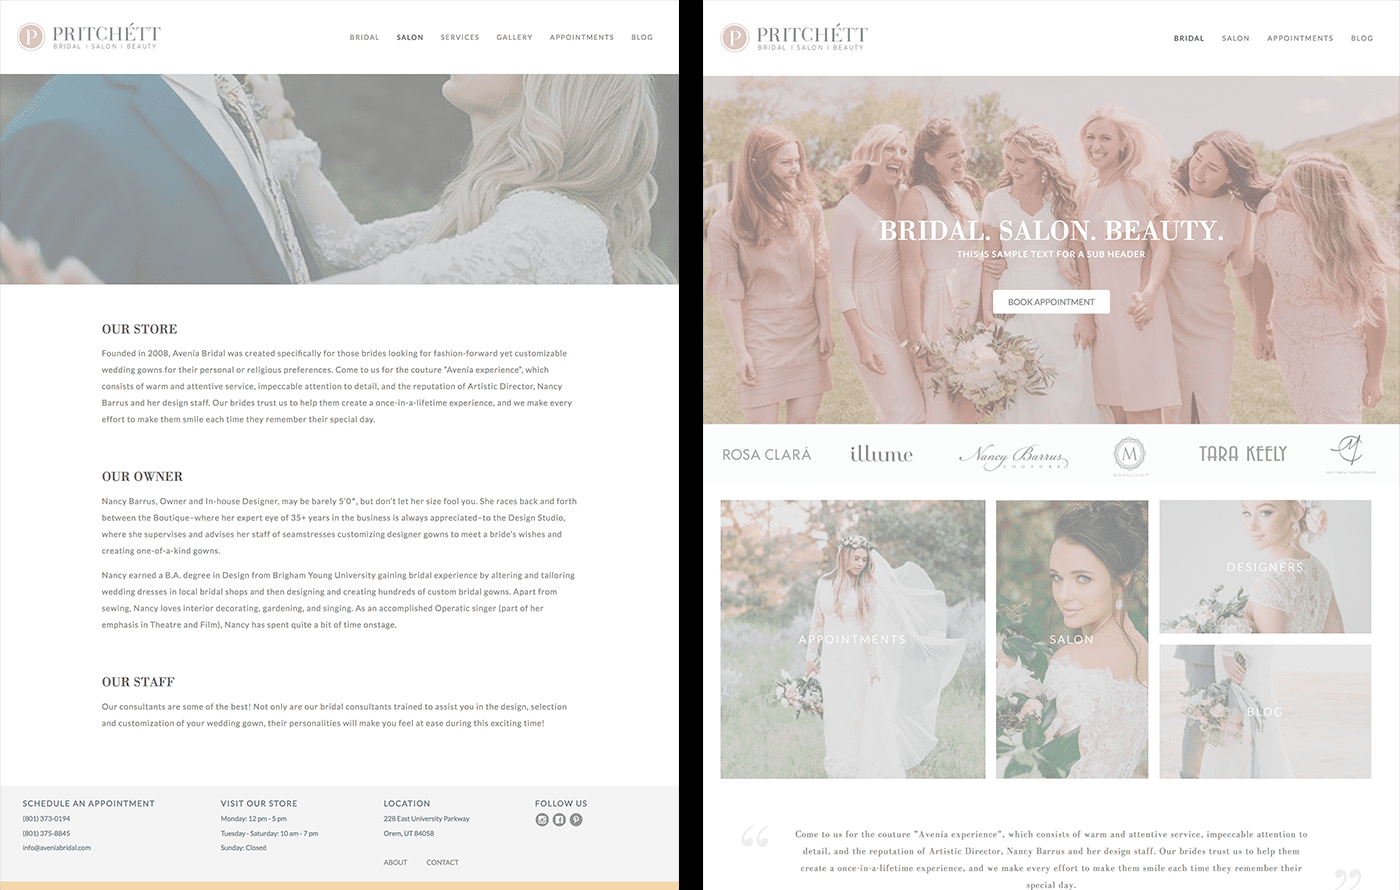 P PRITCHÉTT
BRIDAL | SALON | BEAUTY
BRIDAL SALON SERVICES GALLERY APPOINTMENTS BLOG
OUR STORE
Founded in 2008, Avenía Bridal was created specifically for those brides looking for fashion-forward yet customizable
wedding gowns for their personal or religious preferences. Come to us for the couture "Avenía experience", which
consists of warm and attentive service, impeccable attention to detail, and the reputation of Artistic Director, Nancy
Barrus and her design staff. Our brides trust us to help them create a once-in-a-lifetime experience, and we make every
effort to make them smile each time they remember their special day.
OUR OWNER
Nancy Barrus, Owner and In-house Designer, may be barely 5'0", but don't let her size fool you. She races back and forth
between the Boutique–where her expert eye of 35+ years in the business is always appreciated–to the Design Studio,
where she supervises and advises her staff of seamstresses customizing designer gowns to meet a bride's wishes and
creating one-of-a-kind gowns.
Nancy earned a B.A. degree in Design from Brigham Young University gaining bridal experience by altering and tailoring
wedding dresses in local bridal shops and then designing and creating hundreds of custom bridal gowns. Apart from
sewing, Nancy loves interior decorating, gardening, and singing. As an accomplished Operatic singer (part of her
emphasis in Theatre and Film), Nancy has spent quite a bit of time onstage.
OUR STAFF
Our consultants are some of the best! Not only are our bridal consultants trained to assist you in the design, selection
and customization of your wedding gown, their personalities will make you feel at ease during this exciting time!
SCHEDULE AN APPOINTMENT
(801) 373-0194
(801) 375-8845
info@aveniabridal.com
VISIT OUR STORE
Monday: 12 pm - 5 pm
Tuesday - Saturday: 10 am - 7 pm
Sunday: Closed
LOCATION
228 East University Parkway
Orem, UT 84058
ABOUT CONTACT
FOLLOW US
P PRITCHÉTT
BRIDAL | SALON | BEAUTY
BRIDAL SALON APPOINTMENTS BLOG
BRIDAL. SALON. BEAUTY.
THIS IS SAMPLE TEXT FOR A SUB HEADER
BOOK APPOINTMENT
ROSA CLARÁ
illume
Nancy Barrus
COUTURE
M
TARA KEELY
APPOINTMENTS
SALON
DESIGNERS
BLOG
“ Come to us for the couture "Avenía experience", which consists of warm and attentive service, impeccable attention to
detail, and the reputation of Artistic Director, Nancy Barrus and her design staff. Our brides trust us to help them
create a once-in-a-lifetime experience, and we make every effort to make them smile each time they remember their
special day. ”